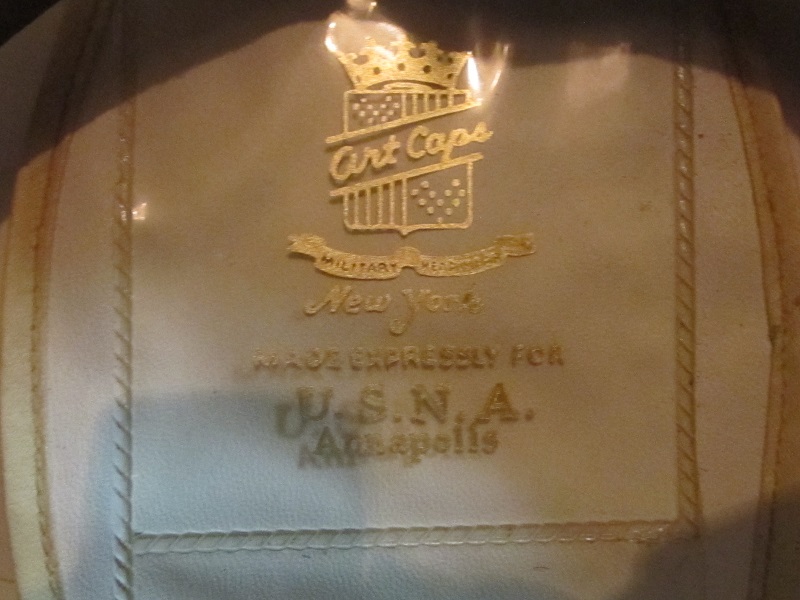 Art Caps
MILITARY HEADWEAR
New York
MADE EXPRESSLY FOR
U.S.N.A.
Annapolis